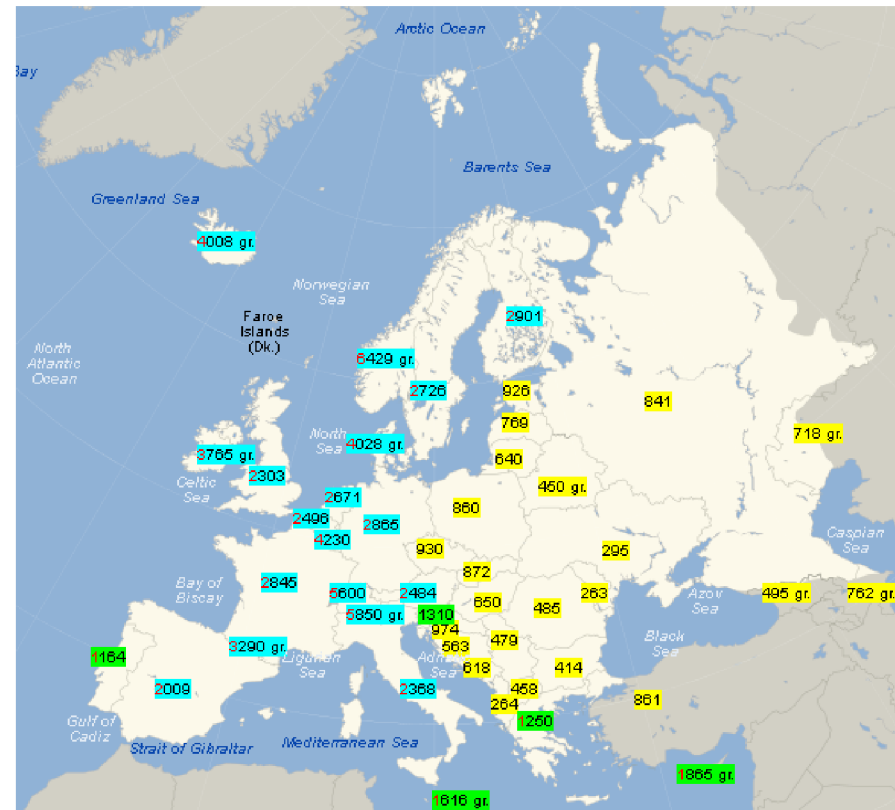 Arctic Ocean
Bay
Barents Sea
Greenland Sea
4008 gr.
Norwegian
Sea
Faroe
Islands
(Dk.)
2901
North
Atlantic
Ocean
6429 gr.
2726
926
841
769
718 gr.
North
Sea
4028 gr.
3765 gr.
640
2303
Celtic
Sea
450 gr.
2671
860
2496
2865
4230
930
295
Caspian
Sea
872
Bay of
Biscay
2845
5600
2484
650
263
Azov
Sea
495 gr.
762 gr.
485
5850 gr.
1310
974
563
479
Black
Sea
3290 gr.
Ligurian
Sea
Adriatic
Sea
1164
618
414
2009
2368
458
264
861
1250
Gulf of
Cadiz
Strait of Gibraltar
Mediterranean Sea
1865 gr.
1616 gr.